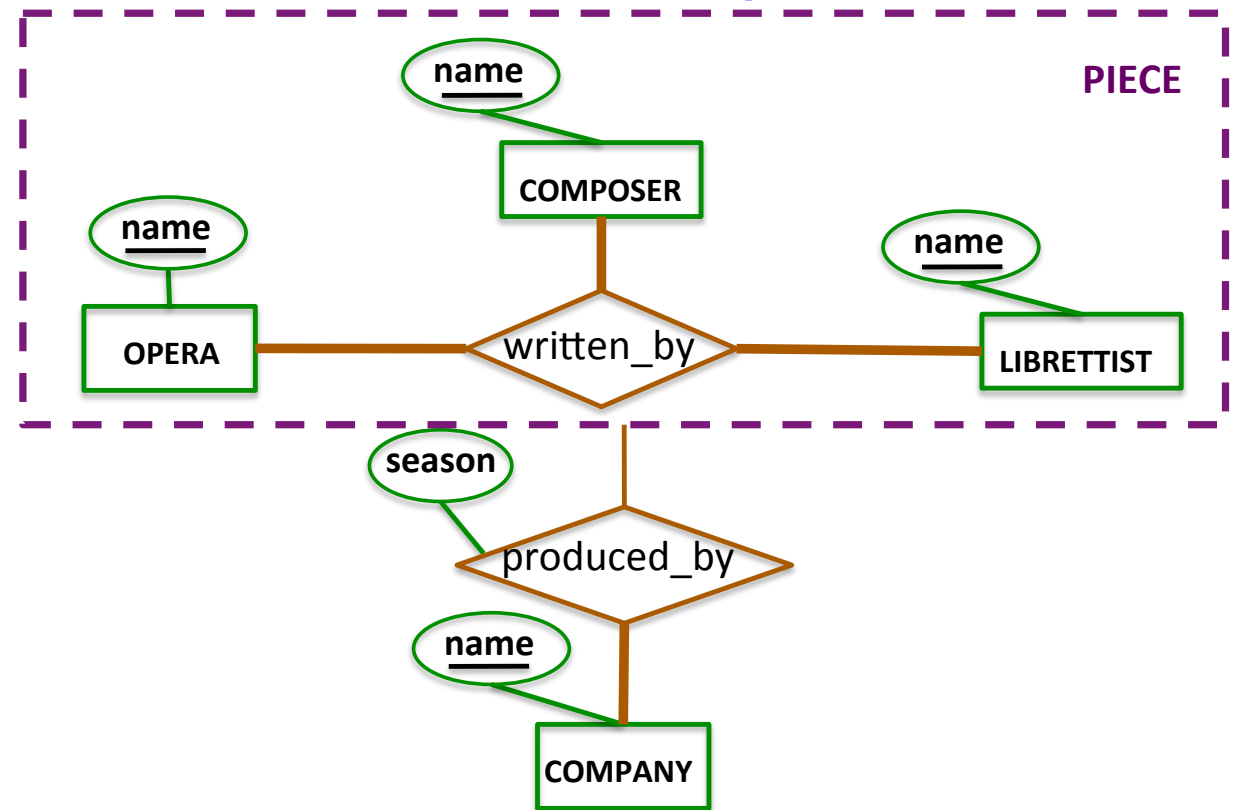 name
PIECE
COMPOSER
name
name
OPERA
written_by
LIBRETTIST
season
produced_by
name
COMPANY